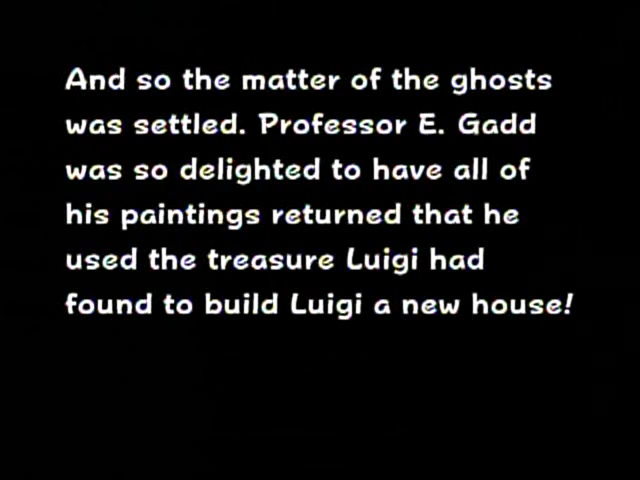 And so the matter of the ghosts
was settled. Professor E. Gadd
was so delighted to have all of
his paintings returned that he
used the treasure Luigi had
found to build Luigi a new house!